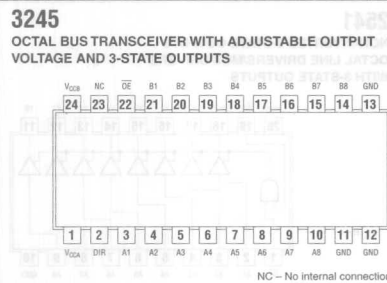 3245
OCTAL BUS TRANSCEIVER WITH ADJUSTABLE OUTPUT
VOLTAGE AND 3-STATE OUTPUTS
VCCB NC OE B1 B2 B3 B4 B5 B6 B7 B8 GND
24 23 22 21 20 19 18 17 16 15 14 13
1 2 3 4 5 6 7 8 9 10 11 12
VCCA DIR A1 A2 A3 A4 A5 A6 A7 A8 GND GND
NC – No internal connection